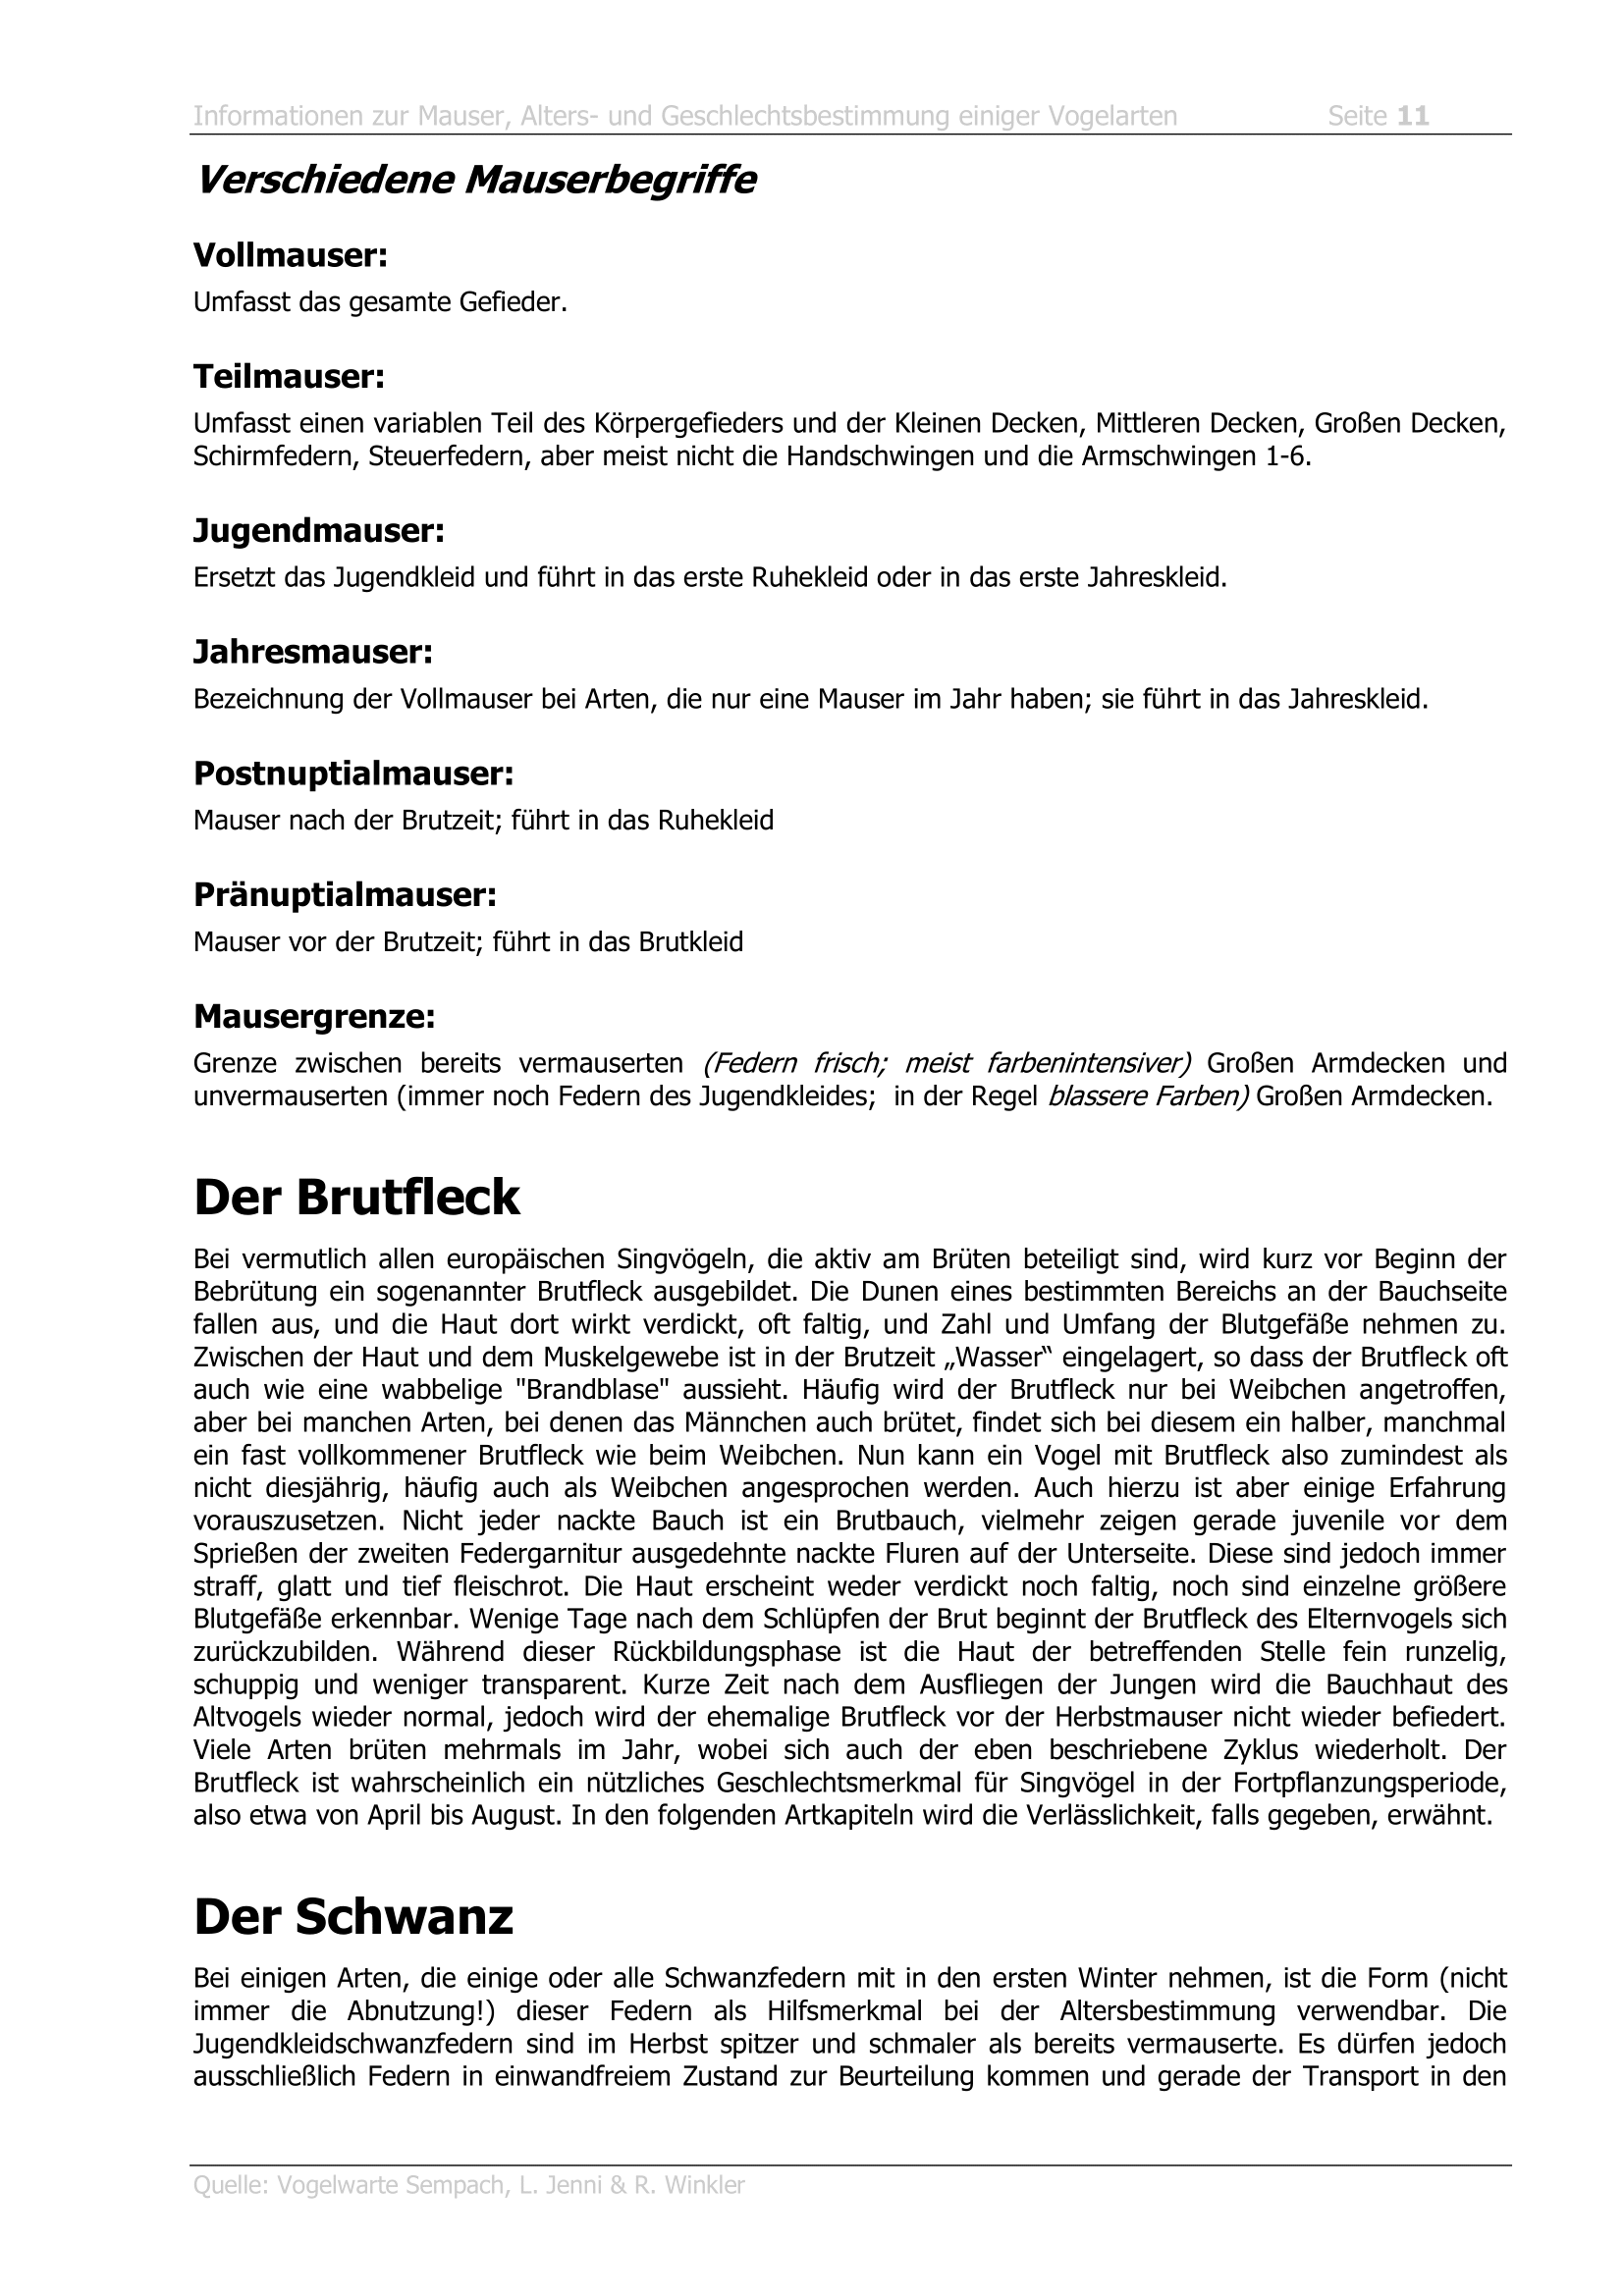 Informationen zur Mauser, Alters- und Geschlechtsbestimmung einiger Vogelarten Seite 11
Verschiedene Mauserbegriffe
Vollmauser:
Umfasst das gesamte Gefieder.
Teilmauser:
Umfasst einen variablen Teil des Körpergefieders und der Kleinen Decken, Mittleren Decken, Großen Decken,
Schirmfedern, Steuerfedern, aber meist nicht die Handschwingen und die Armschwingen 1-6.
Jugendmauser:
Ersetzt das Jugendkleid und führt in das erste Ruhekleid oder in das erste Jahreskleid.
Jahresmauser:
Bezeichnung der Vollmauser bei Arten, die nur eine Mauser im Jahr haben; sie führt in das Jahreskleid.
Postnuptialmauser:
Mauser nach der Brutzeit; führt in das Ruhekleid
Pränuptialmauser:
Mauser vor der Brutzeit; führt in das Brutkleid
Mausergrenze:
Grenze zwischen bereits vermauserten (Federn frisch; meist farbenintensiver) Großen Armdecken und
unvermauserten (immer noch Federn des Jugendkleides; in der Regel blassere Farben) Großen Armdecken.
Der Brutfleck
Bei vermutlich allen europäischen Singvögeln, die aktiv am Brüten beteiligt sind, wird kurz vor Beginn der
Bebrütung ein sogenannter Brutfleck ausgebildet. Die Dunen eines bestimmten Bereichs an der Bauchseite
fallen aus, und die Haut dort wirkt verdickt, oft faltig, und Zahl und Umfang der Blutgefäße nehmen zu.
Zwischen der Haut und dem Muskelgewebe ist in der Brutzeit „Wasser“ eingelagert, so dass der Brutfleck oft
auch wie eine wabbelige "Brandblase" aussieht. Häufig wird der Brutfleck nur bei Weibchen angetroffen,
aber bei manchen Arten, bei denen das Männchen auch brütet, findet sich bei diesem ein halber, manchmal
ein fast vollkommener Brutfleck wie beim Weibchen. Nun kann ein Vogel mit Brutfleck also zumindest als
nicht diesjährig, häufig auch als Weibchen angesprochen werden. Auch hierzu ist aber einige Erfahrung
vorauszusetzen. Nicht jeder nackte Bauch ist ein Brutbauch, vielmehr zeigen gerade juvenile vor dem
Sprießen der zweiten Federgarnitur ausgedehnte nackte Fluren auf der Unterseite. Diese sind jedoch immer
straff, glatt und tief fleischrot. Die Haut erscheint weder verdickt noch faltig, noch sind einzelne größere
Blutgefäße erkennbar. Wenige Tage nach dem Schlüpfen der Brut beginnt der Brutfleck des Elternvogels sich
zurückzubilden. Während dieser Rückbildungsphase ist die Haut der betreffenden Stelle fein runzelig,
schuppig und weniger transparent. Kurze Zeit nach dem Ausfliegen der Jungen wird die Bauchhaut des
Altvogels wieder normal, jedoch wird der ehemalige Brutfleck vor der Herbstmauser nicht wieder befiedert.
Viele Arten brüten mehrmals im Jahr, wobei sich auch der eben beschriebene Zyklus wiederholt. Der
Brutfleck ist wahrscheinlich ein nützliches Geschlechtsmerkmal für Singvögel in der Fortpflanzungsperiode,
also etwa von April bis August. In den folgenden Artkapiteln wird die Verlässlichkeit, falls gegeben, erwähnt.
Der Schwanz
Bei einigen Arten, die einige oder alle Schwanzfedern mit in den ersten Winter nehmen, ist die Form (nicht
immer die Abnutzung!) dieser Federn als Hilfsmerkmal bei der Altersbestimmung verwendbar. Die
Jugendkleidschwanzfedern sind im Herbst spitzer und schmaler als bereits vermauserte. Es dürfen jedoch
ausschließlich Federn in einwandfreiem Zustand zur Beurteilung kommen und gerade der Transport in den
Quelle: Vogelwarte Sempach, L. Jenni & R. Winkler